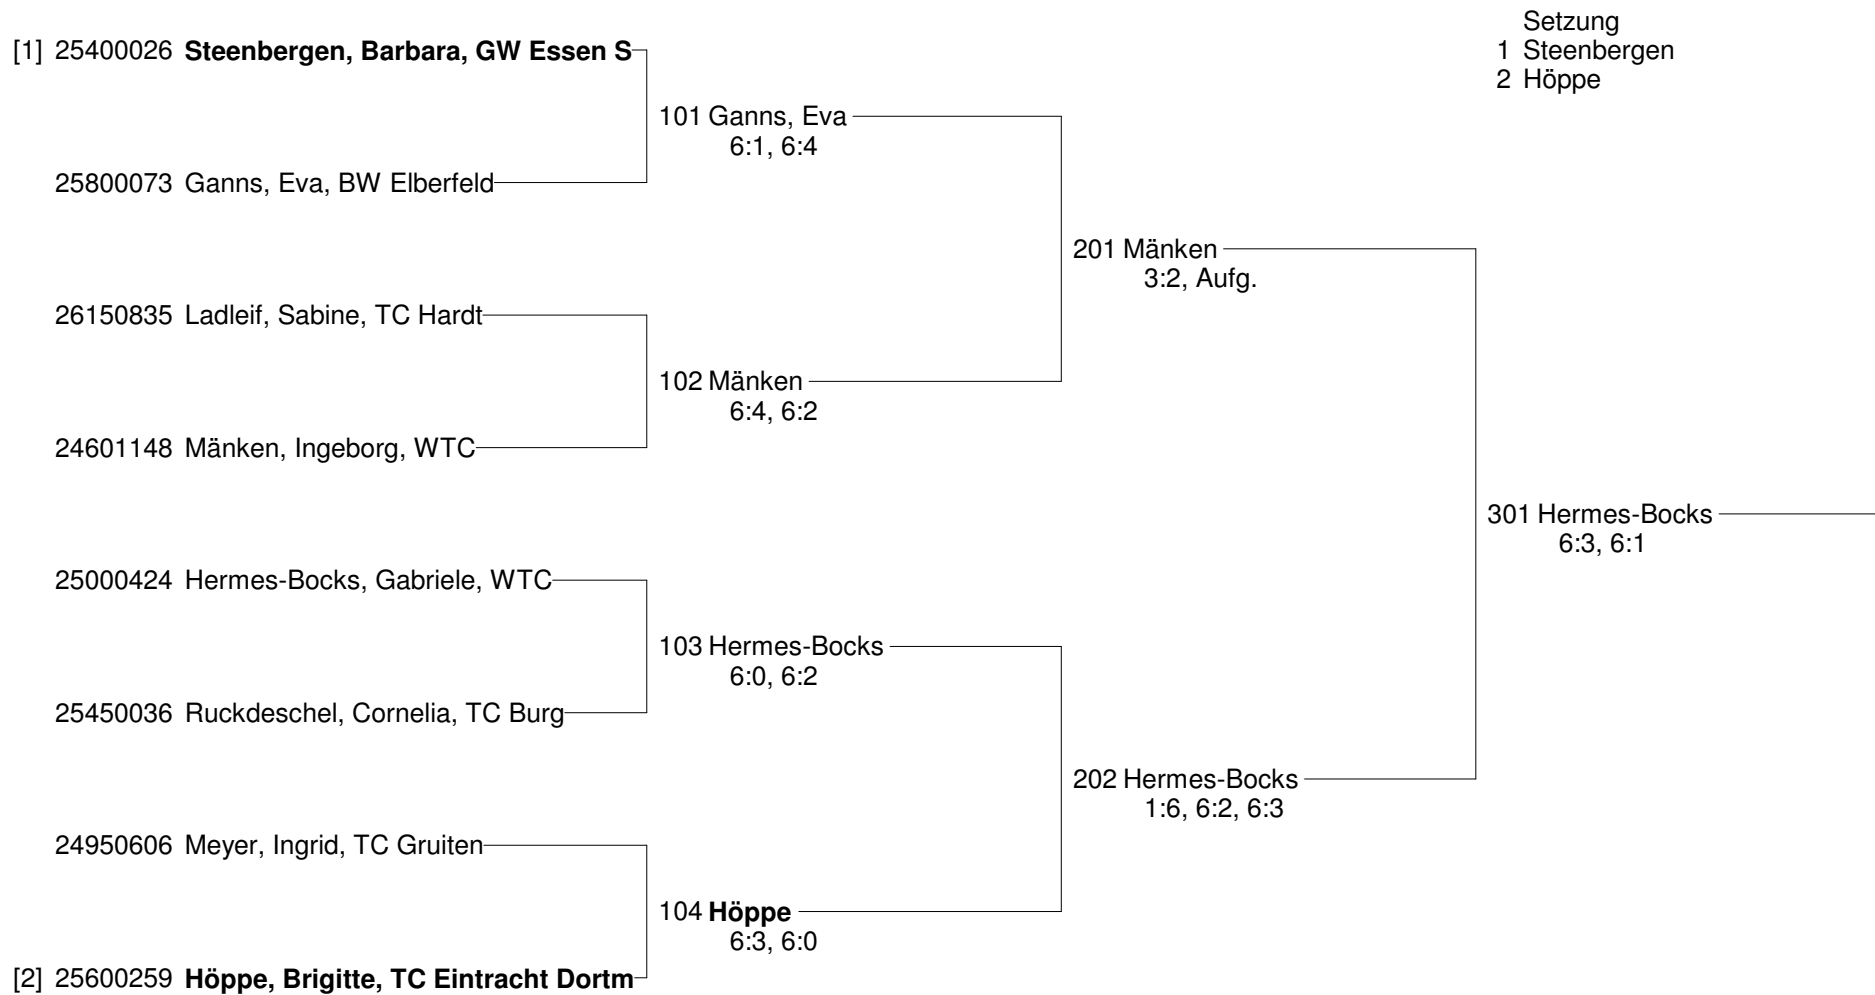 Setzung
1 Steenbergen
2 Höppe
[1] 25400026 Steenbergen, Barbara, GW Essen S
101 Ganns, Eva
6:1, 6:4
25800073 Ganns, Eva, BW Elberfeld
201 Mänken
3:2, Aufg.
26150835 Ladleif, Sabine, TC Hardt
102 Mänken
6:4, 6:2
24601148 Mänken, Ingeborg, WTC
301 Hermes-Bocks
6:3, 6:1
25000424 Hermes-Bocks, Gabriele, WTC
103 Hermes-Bocks
6:0, 6:2
25450036 Ruckdeschel, Cornelia, TC Burg
202 Hermes-Bocks
1:6, 6:2, 6:3
24950606 Meyer, Ingrid, TC Gruiten
104 Höppe
6:3, 6:0
[2] 25600259 Höppe, Brigitte, TC Eintracht Dortm